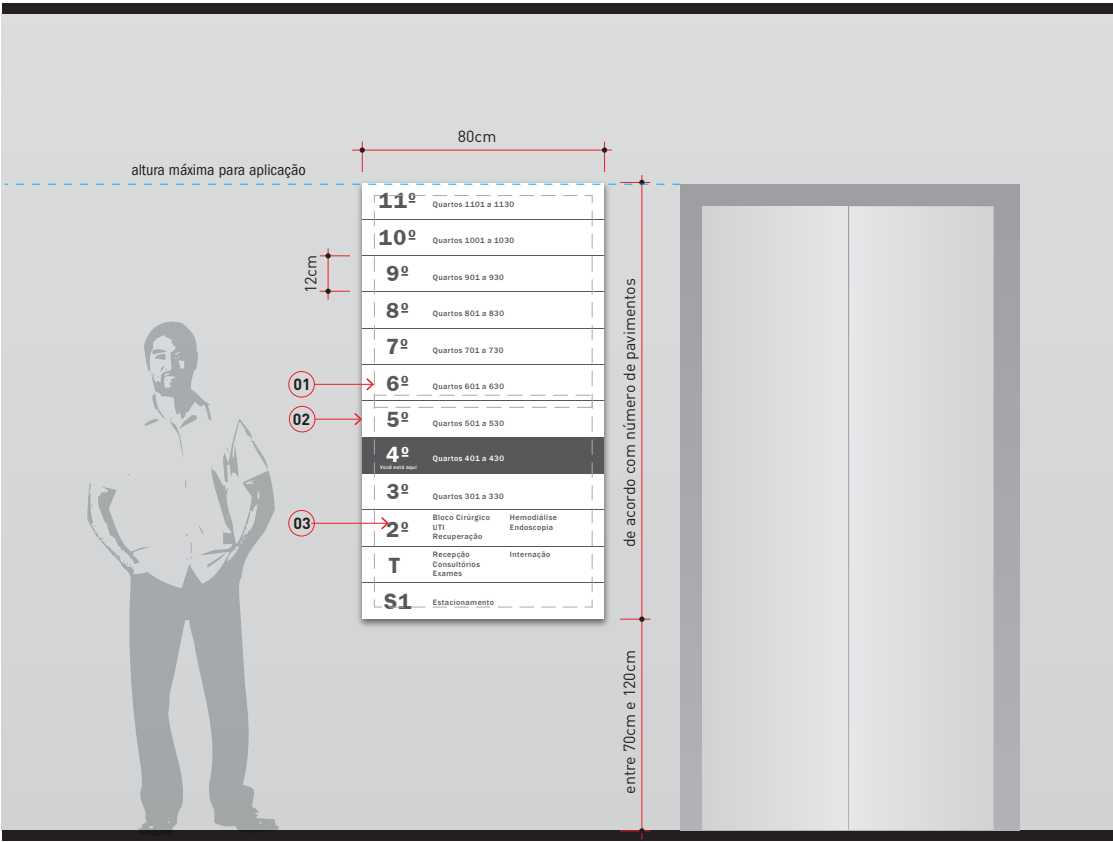 80cm
altura máxima para aplicação
11º Quartos 1101 a 1130
10º Quartos 1001 a 1030
12cm
9º Quartos 901 a 930
8º Quartos 801 a 830
7º Quartos 701 a 730
01
6º Quartos 601 a 630
02
5º Quartos 501 a 530
4º Quartos 401 a 430
Você está aqui
3º Quartos 301 a 330
03
2º
Bloco Cirúrgico Hemodiálise
UTI Endoscopia
Recuperação
T
Recepção Internação
Consultórios
Exames
S1 Estacionamento
de acordo com número de pavimentos
entre 70cm e 120cm